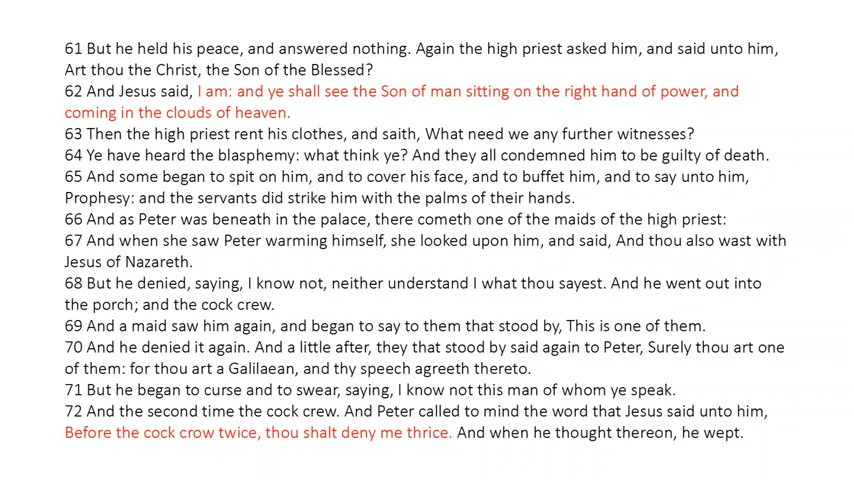 61 But he held his peace, and answered nothing. Again the high priest asked him, and said unto him,
Art thou the Christ, the Son of the Blessed?
62 And Jesus said, I am: and ye shall see the Son of man sitting on the right hand of power, and
coming in the clouds of heaven.
63 Then the high priest rent his clothes, and saith, What need we any further witnesses?
64 Ye have heard the blasphemy: what think ye? And they all condemned him to be guilty of death.
65 And some began to spit on him, and to cover his face, and to buffet him, and to say unto him,
Prophesy: and the servants did strike him with the palms of their hands.
66 And as Peter was beneath in the palace, there cometh one of the maids of the high priest:
67 And when she saw Peter warming himself, she looked upon him, and said, And thou also wast with
Jesus of Nazareth.
68 But he denied, saying, I know not, neither understand I what thou sayest. And he went out into
the porch; and the cock crew.
69 And a maid saw him again, and began to say to them that stood by, This is one of them.
70 And he denied it again. And a little after, they that stood by said again to Peter, Surely thou art one
of them: for thou art a Galilaean, and thy speech agreeth thereto.
71 But he began to curse and to swear, saying, I know not this man of whom ye speak.
72 And the second time the cock crew. And Peter called to mind the word that Jesus said unto him,
Before the cock crow twice, thou shalt deny me thrice. And when he thought thereon, he wept.